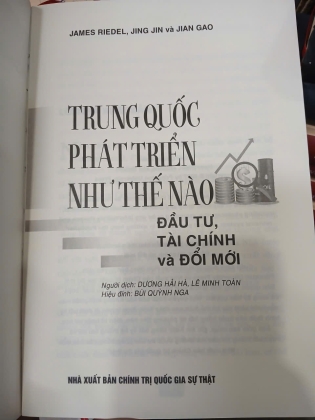 JAMES RIEDEL, JING JIN và JIAN GAO
TRUNG QUỐC
PHÁT TRIỂN
NHƯ THẾ NÀO
ĐẦU TƯ,
TÀI CHÍNH
và ĐỔI MỚI
Người dịch: DƯƠNG HẢI HÀ, LÊ MINH TOÁN
Hiệu đính: BÙI QUỲNH NGA
NHÀ XUẤT BẢN CHÍNH TRỊ QUỐC GIA SỰ THẬT